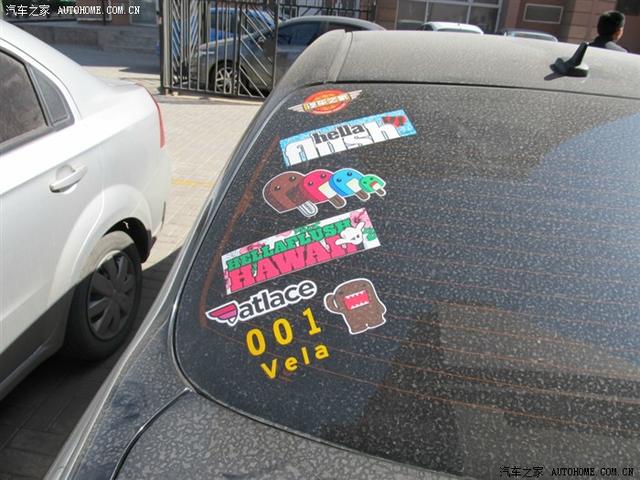 汽车之家 AUTOHOME.COM.CN
hella
flush
HELLAFLUSH
HAWAII
atlace
001
Vela
汽车之家
AUTOHOME.COM.CN